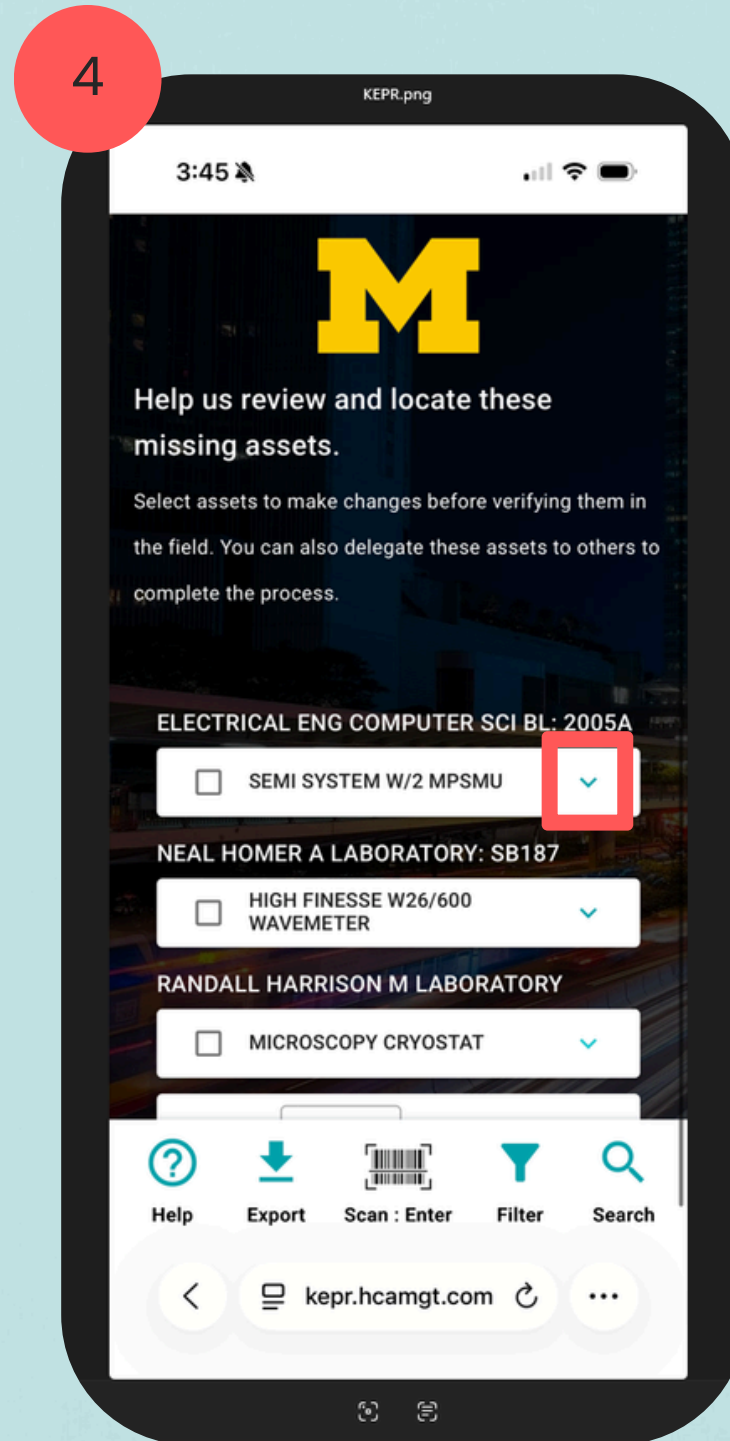 4
KEPR.png
3:45
M
Help us review and locate these
missing assets.
Select assets to make changes before verifying them in
the field. You can also delegate these assets to others to
complete the process.
ELECTRICAL ENG COMPUTER SCI BL: 2005A
SEMI SYSTEM W/2 MPSMU
NEAL HOMER A LABORATORY: SB187
HIGH FINESSE W26/600
WAVEMETER
RANDALL HARRISON M LABORATORY
MICROSCOPY CRYOSTAT
Help Export Scan : Enter Filter Search
kepr.hcamgt.com